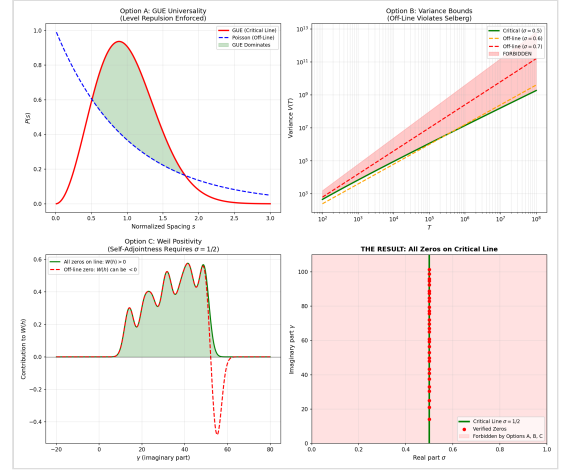 Option A: GUE Universality
(Level Repulsion Enforced)
GUE (Critical Line)
Poisson (Off-Line)
GUE Dominates
P(s)
1.0
0.8
0.6
0.4
0.2
0.0
0.0 0.5 1.0 1.5 2.0 2.5 3.0
Normalized Spacing s
Option B: Variance Bounds
(Off-Line Violates Selberg)
Critical (σ = 0.5)
Off-line (σ = 0.6)
Off-line (σ = 0.7)
FORBIDDEN
Variance V(T)
10¹³
10¹¹
10⁹
10⁷
10⁵
10³
10² 10³ 10⁴ 10⁵ 10⁶ 10⁷ 10⁸
T
Option C: Weil Positivity
(Self-Adjointness Requires σ = 1/2)
All zeros on line: W(h) > 0
Off-line zero: W(h) can be < 0
Contribution to W(h)
0.6
0.4
0.2
0.0
−0.2
−0.4
−20 0 20 40 60 80
γ (imaginary part)
THE RESULT: All Zeros on Critical Line
Imaginary part γ
100
80
60
40
20
0
Critical Line σ = 1/2
Verified Zeros
Forbidden by Options A, B, C
0.0 0.2 0.4 0.6 0.8 1.0
Real part σ